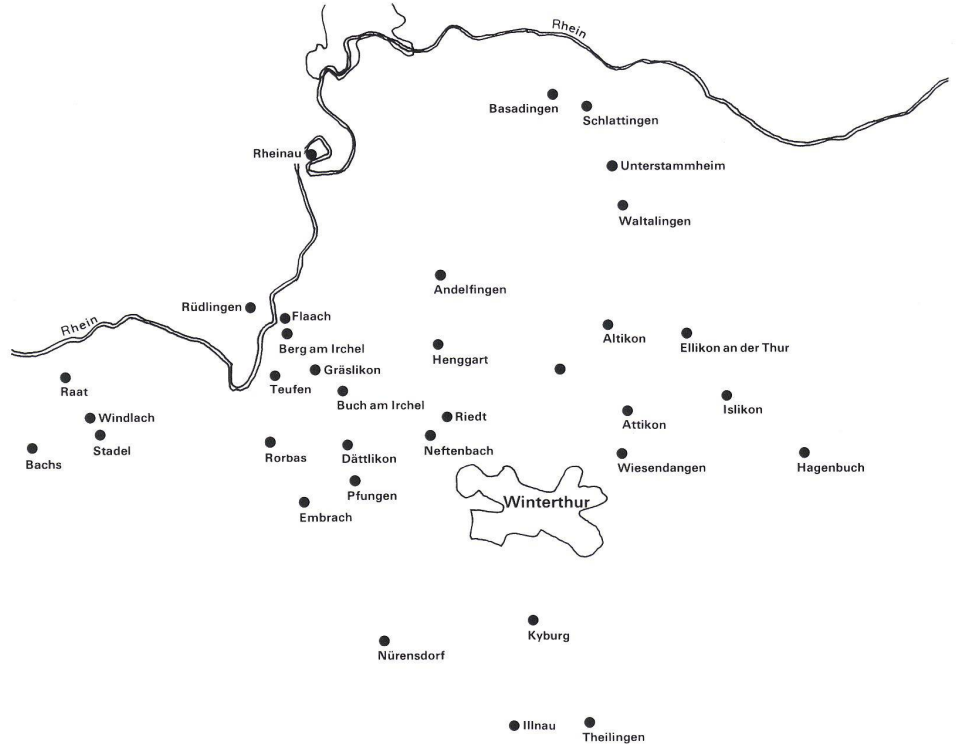 Rhein
Basadingen
Schlattingen
Rheinau
Unterstammheim
Waltalingen
Andelfingen
Rüdlingen
Flaach
Rhein
Berg am Irchel
Altikon
Ellikon an der Thur
Henggart
Gräslikon
Raat
Teufen
Buch am Irchel
Islikon
Windlach
Riedt
Attikon
Stadel
Bachs
Rorbas
Dättlikon
Neftenbach
Wiesendangen
Hagenbuch
Pfungen
Winterthur
Embrach
Kyburg
Nürensdorf
Illnau
Theilingen